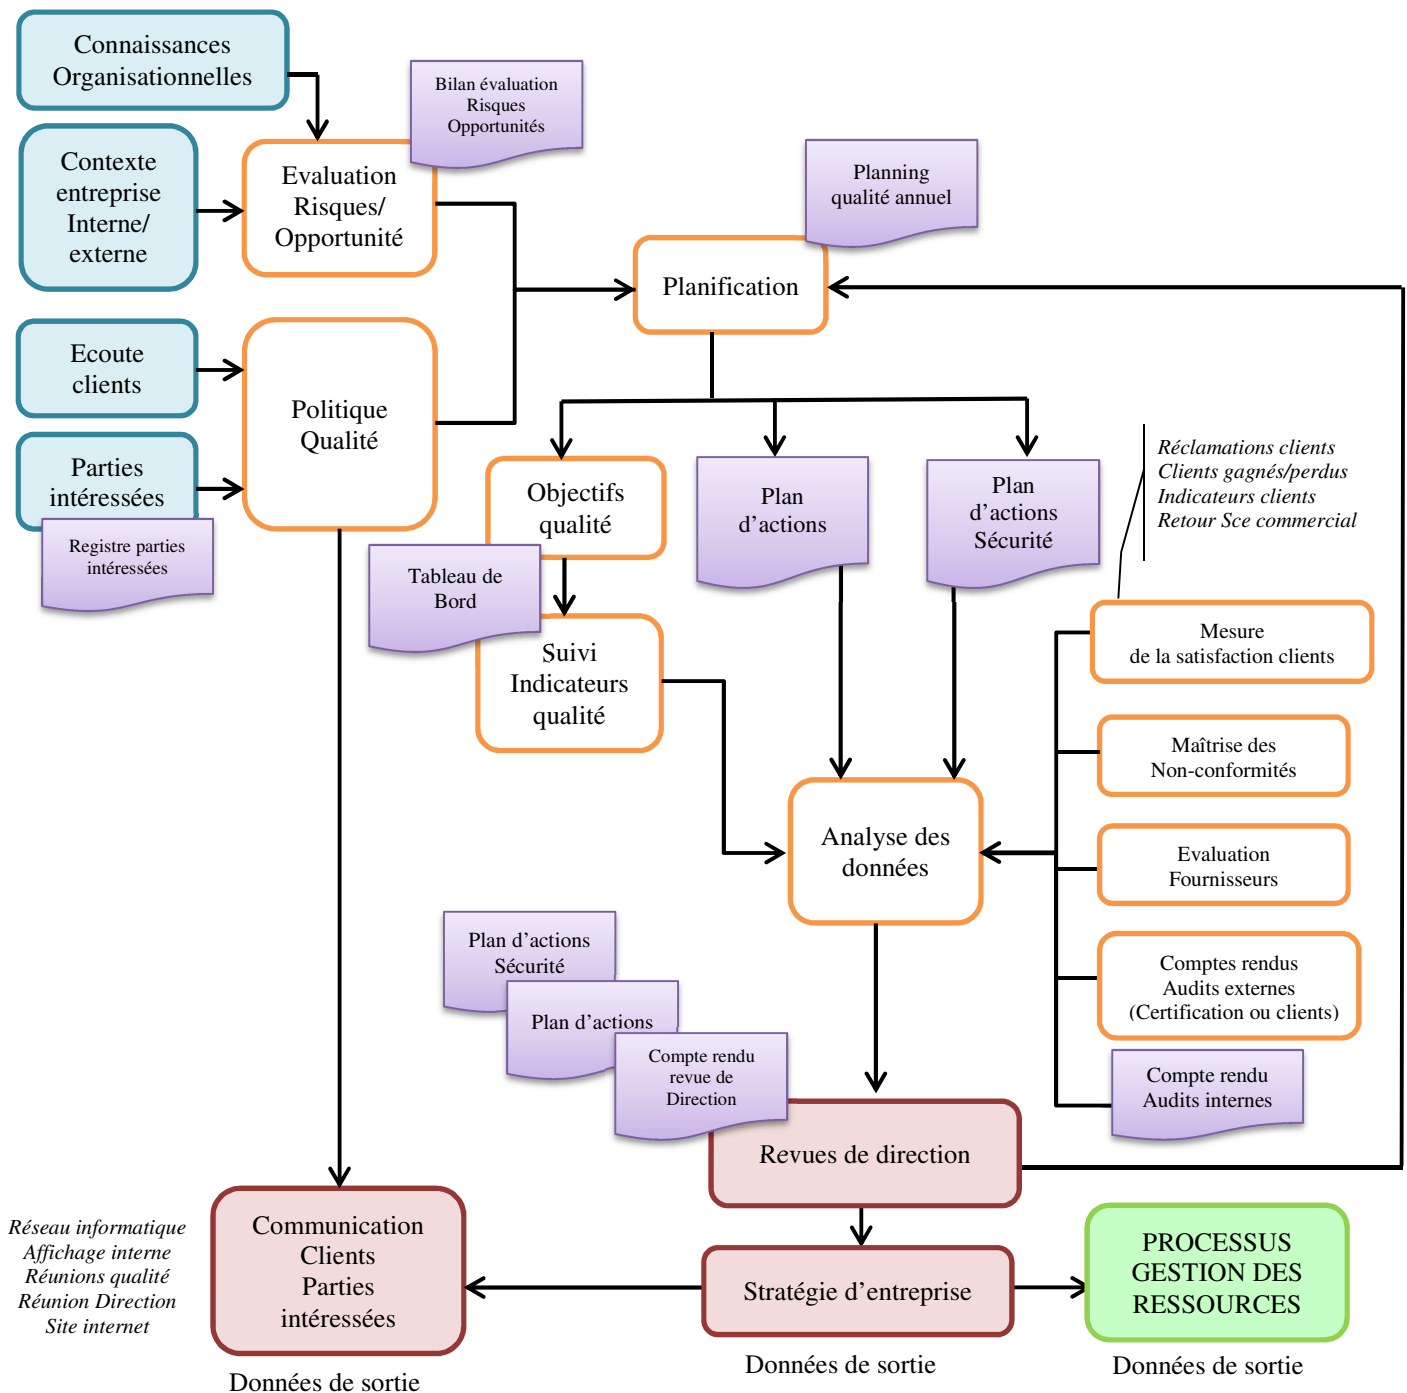 Connaissances
Organisationnelles
Bilan évaluation
Risques
Opportunités
Contexte
entreprise
Interne/
externe
Evaluation
Risques/
Opportunité
Planning
qualité annuel
Planification
Ecoute
clients
Politique
Qualité
Parties
intéressées
Registre parties
intéressées
Objectifs
qualité
Plan
d’actions
Plan
d’actions
Sécurité
Réclamations clients
Clients gagnés/perdus
Indicateurs clients
Retour Sce commercial
Tableau de
Bord
Suivi
Indicateurs
qualité
Mesure
de la satisfaction clients
Maîtrise des
Non-conformités
Analyse des
données
Evaluation
Fournisseurs
Plan d’actions
Sécurité
Plan d’actions
Compte rendu
revue de
Direction
Comptes rendus
Audits externes
(Certification ou clients)
Compte rendu
Audits internes
Revues de direction
Réseau informatique
Affichage interne
Réunions qualité
Réunion Direction
Site internet
Communication
Clients
Parties
intéressées
Stratégie d’entreprise
PROCESSUS
GESTION DES
RESSOURCES
Données de sortie
Données de sortie
Données de sortie